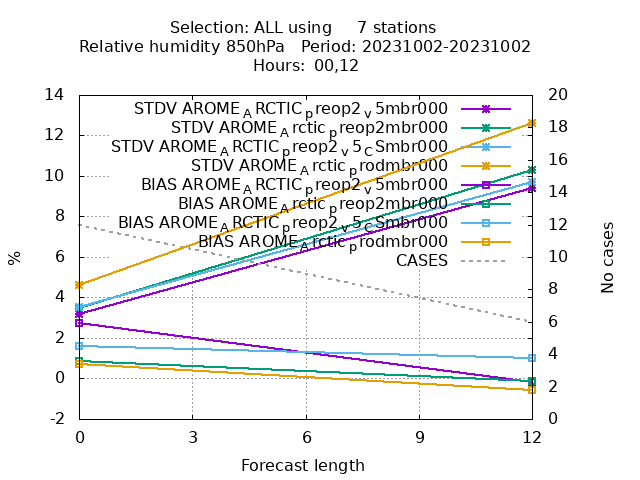 Selection: ALL using 7 stations
Relative humidity 850hPa Period: 20231002-20231002
Hours: 00,12
14 20
12 18
10 16
8 14
6 12
4 10
2 8
0 6
-2 4
2
0
STDV AROME_ARCTIC_preop2_v5mbr000
STDV AROME_Arctic_preop2mbr000
STDV AROME_ARCTIC_preop2_v5_CSmbr000
STDV AROME_Arctic_prodmbr000
BIAS AROME_ARCTIC_preop2_v5mbr000
BIAS AROME_Arctic_preop2mbr000
BIAS AROME_ARCTIC_preop2_v5_CSmbr000
BIAS AROME_Arctic_prodmbr000
CASES
%
No cases
0 3 6 9 12
Forecast length